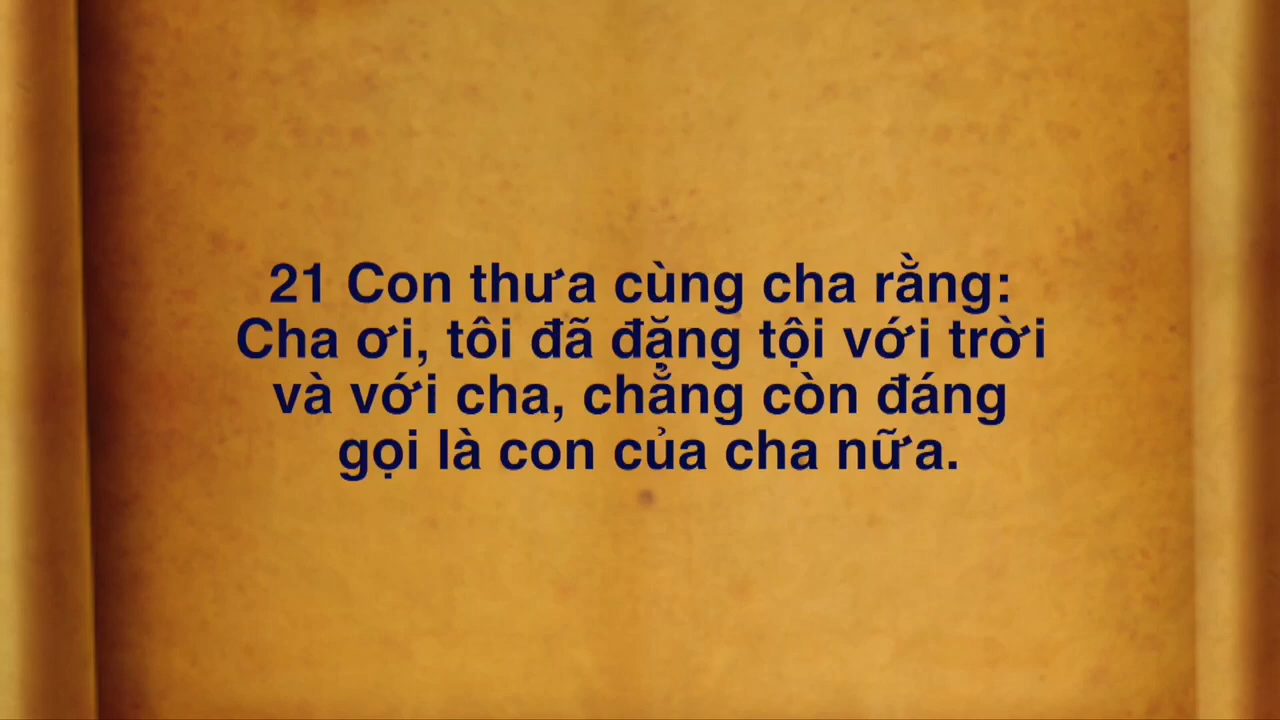 21 Con thưa cùng cha rằng:
Cha ơi, tôi đã đặng tội với trời
và với cha, chẳng còn đáng
gọi là con của cha nữa.